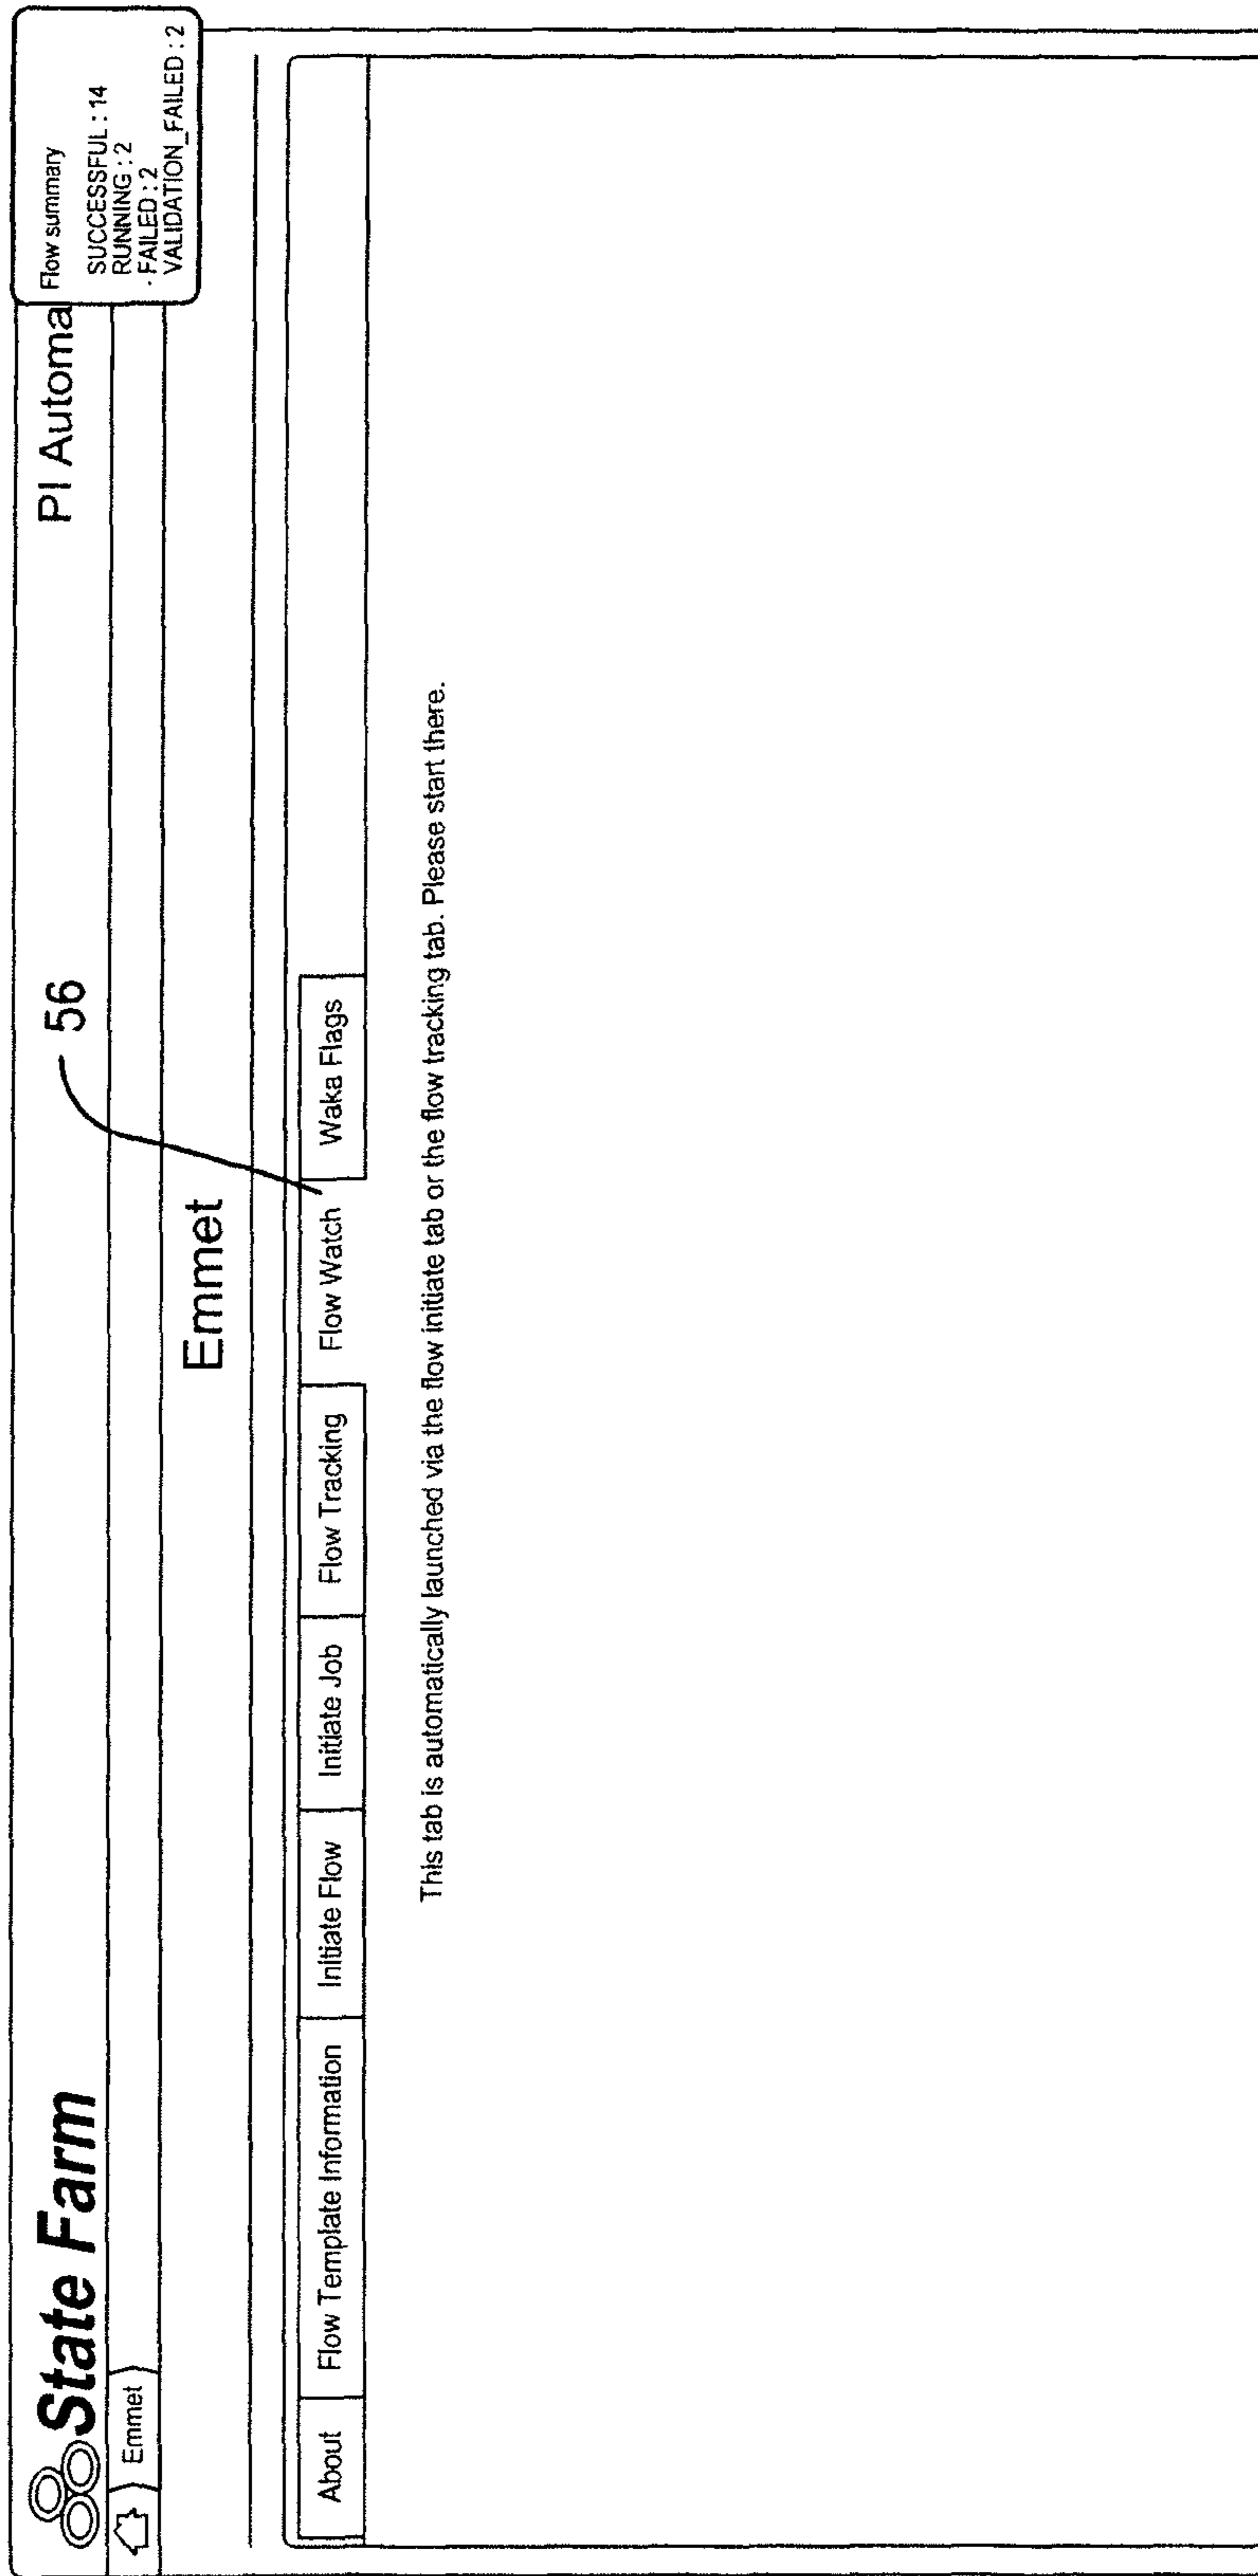 State Farm
PI Automa
Flow summary
SUCCESSFUL : 14
RUNNING : 2
· FAILED : 2
VALIDATION_FAILED : 2
Emmet
56
Emmet
About
Flow Template Information
Initiate Flow
Initiate Job
Flow Tracking
Flow Watch
Waka Flags
This tab is automatically launched via the flow initiate tab or the flow tracking tab. Please start there.